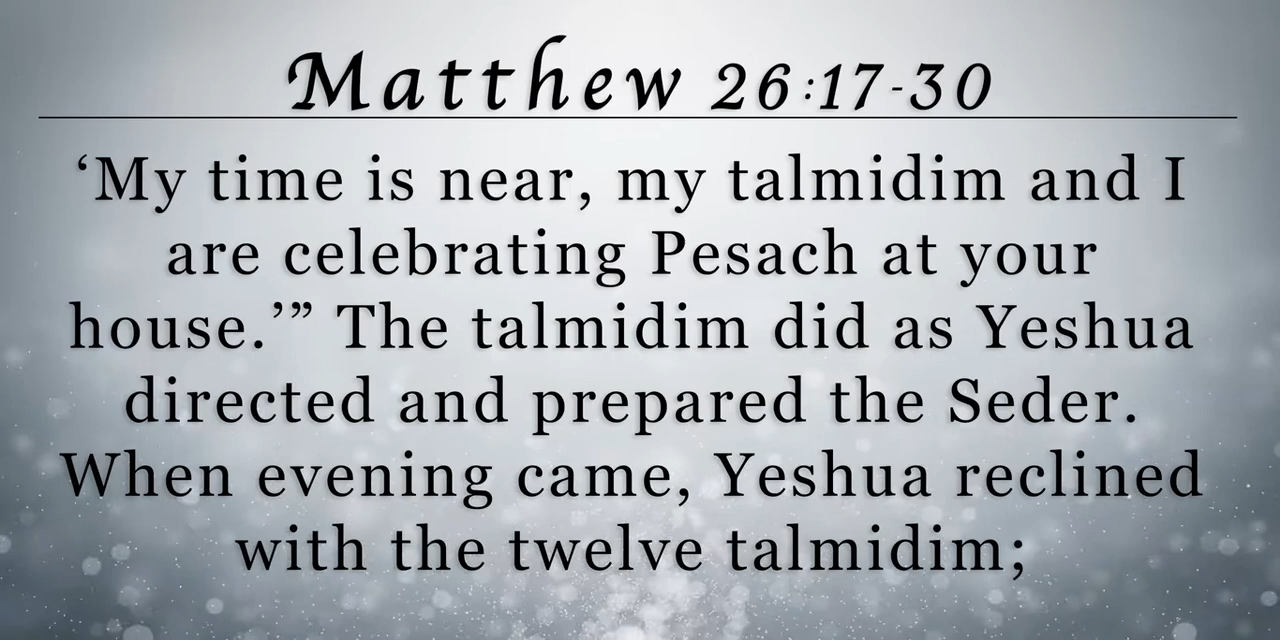 Matthew 26:17-30
‘My time is near, my talmidim and I
are celebrating Pesach at your
house.’” The talmidim did as Yeshua
directed and prepared the Seder.
When evening came, Yeshua reclined
with the twelve talmidim;